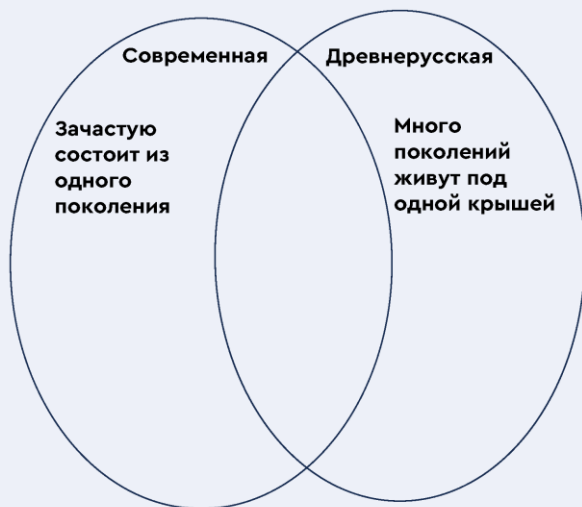 Современная
Древнерусская
Зачастую
состоит из
одного
поколения
Много
поколений
живут под
одной крышей